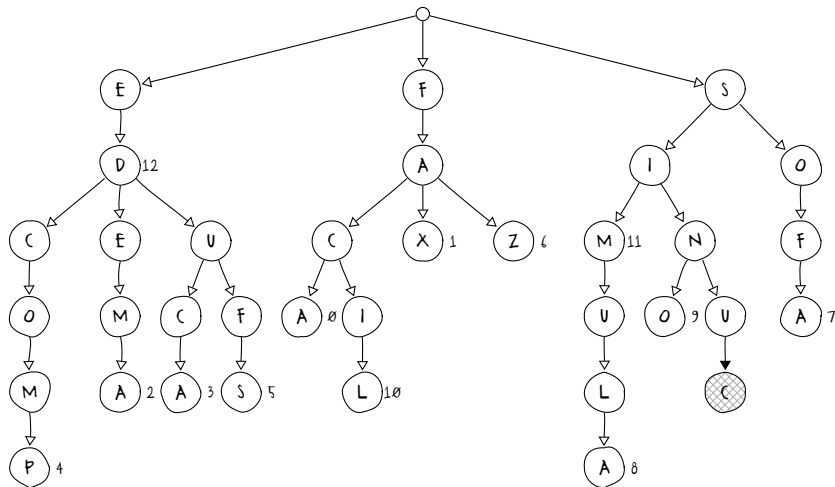 E F S
D 12 A I O
C E U C X 1 Z 6 M 11 N F
O M C F A 0 I U O 9 U A 7
M A 2 A 3 S 5 L 10 L C
P 4 A 8